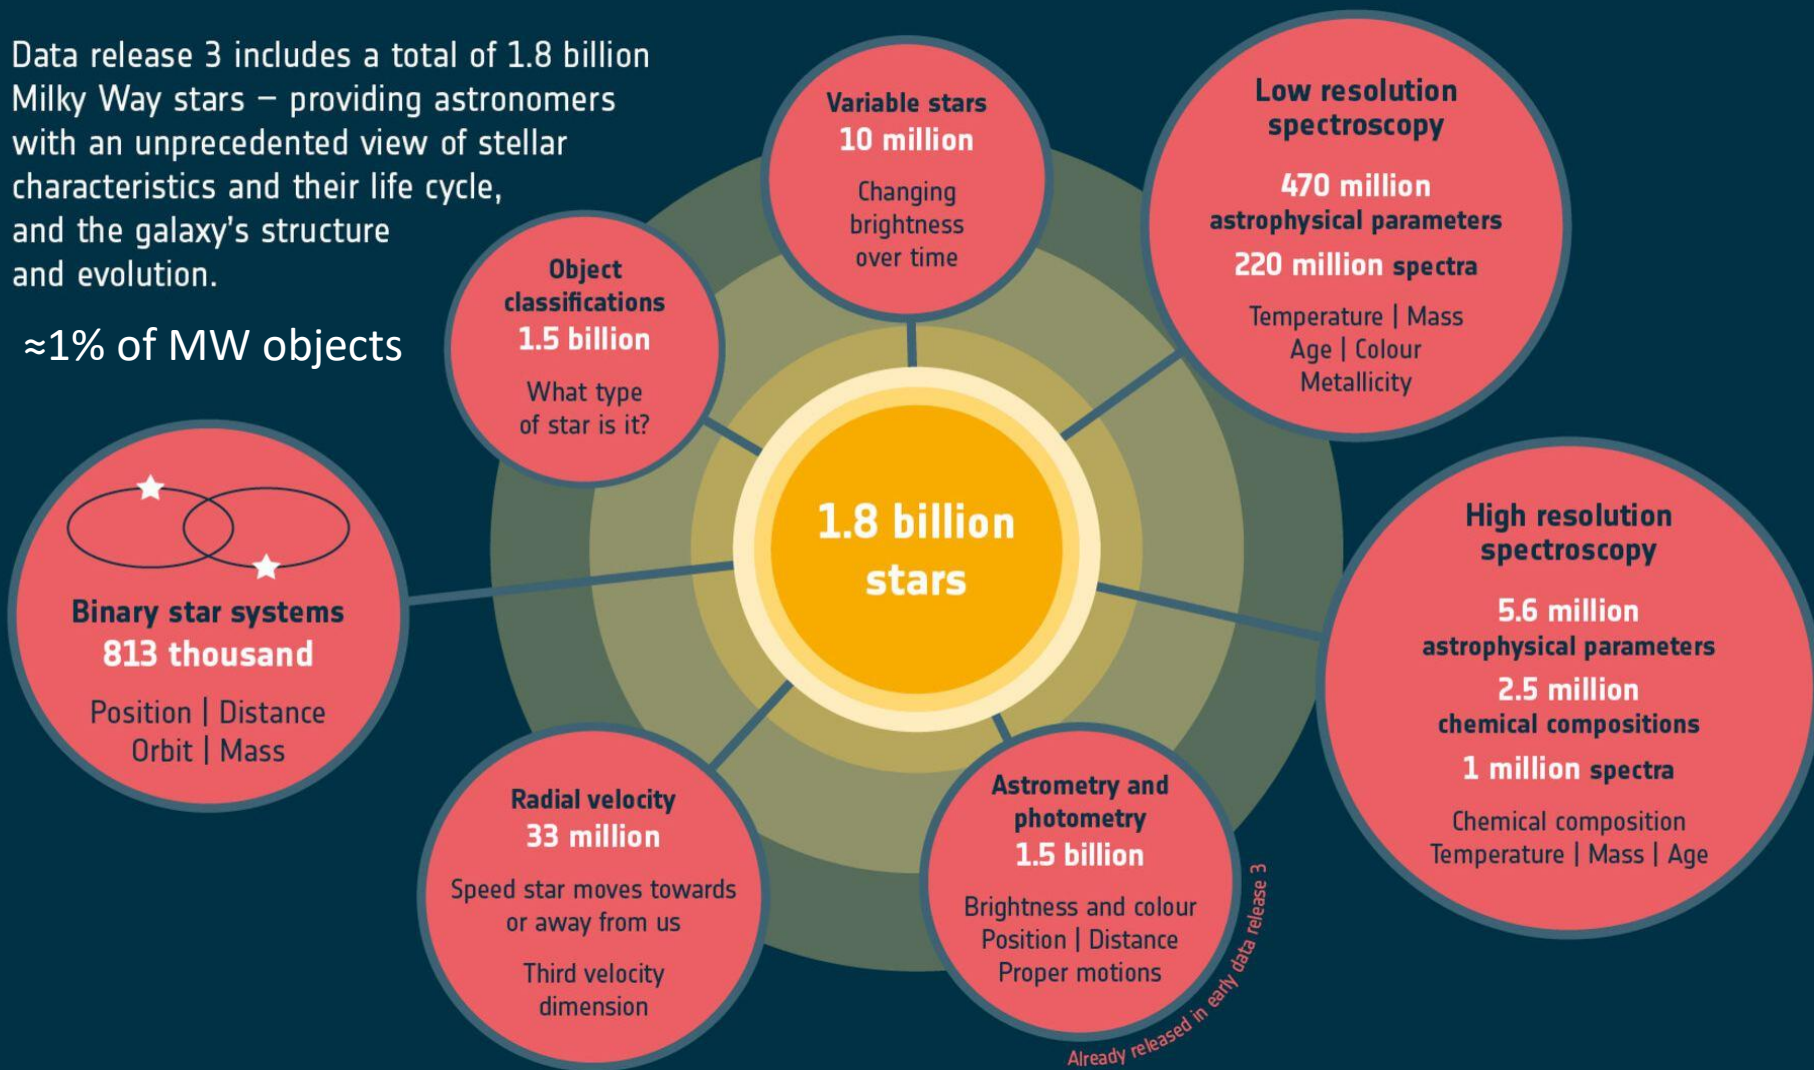 Data release 3 includes a total of 1.8 billion
Milky Way stars – providing astronomers
with an unprecedented view of stellar
characteristics and their life cycle,
and the galaxy's structure
and evolution.
≈1% of MW objects
Variable stars
10 million
Changing
brightness
over time
Low resolution
spectroscopy
470 million
astrophysical parameters
220 million spectra
Temperature | Mass
Age | Colour
Metallicity
Object
classifications
1.5 billion
What type
of star is it?
1.8 billion
stars
Binary star systems
813 thousand
Position | Distance
Orbit | Mass
High resolution
spectroscopy
5.6 million
astrophysical parameters
2.5 million
chemical compositions
1 million spectra
Chemical composition
Temperature | Mass | Age
Radial velocity
33 million
Speed star moves towards
or away from us
Third velocity
dimension
Astrometry and
photometry
1.5 billion
Brightness and colour
Position | Distance
Proper motions
Already released in early data release 3